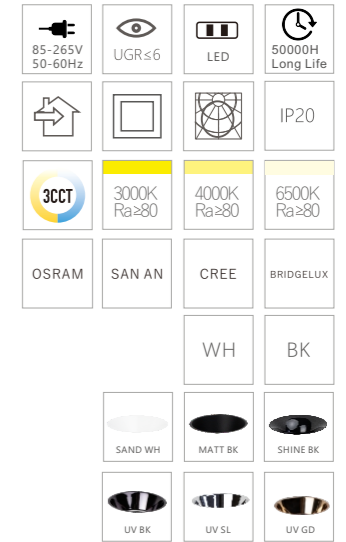 85-265V
50-60Hz
UGR≤6
LED
50000H
Long Life
IP20
3CCT
3000K
Ra≥80
4000K
Ra≥80
6500K
Ra≥80
OSRAM
SAN AN
CREE
BRIDGELUX
WH
BK
SAND WH
MATT BK
SHINE BK
UV BK
UV SL
UV GD